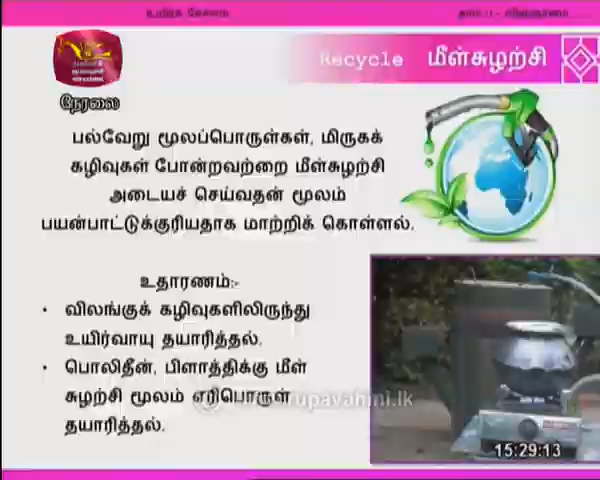 Recycle மீள்சுழற்சி
நேரலை
பல்வேறு மூலப்பொருள்கள், மிருகக்
கழிவுகள் போன்றவற்றை மீள்சுழற்சி
அடையச் செய்வதன் மூலம்
பயன்பாட்டுக்குரியதாக மாற்றிக் கொள்ளல்.
உதாரணம்:-
• விலங்குக் கழிவுகளிலிருந்து
உயிர்வாயு தயாரித்தல்.
• பொலிதீன், பிளாத்திக்கு மீள்
சுழற்சி மூலம் எரிபொருள்
தயாரித்தல்.
15:29:13